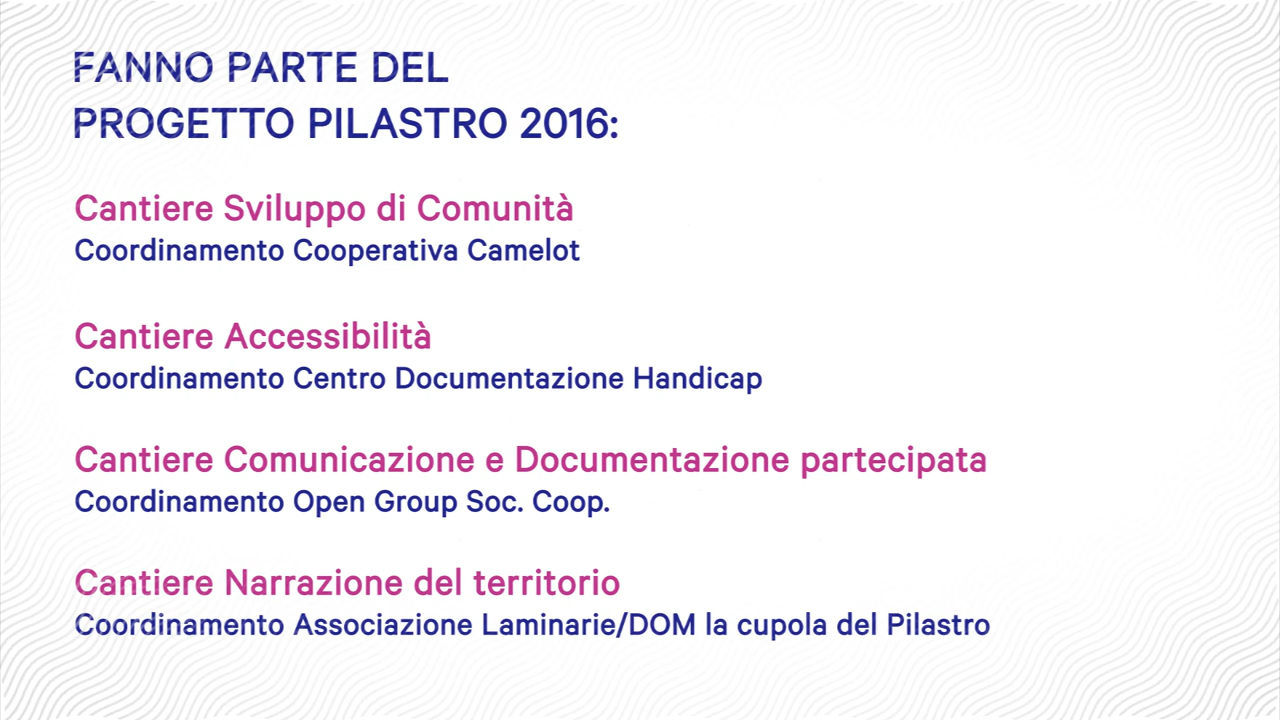 FANNO PARTE DEL
PROGETTO PILASTRO 2016:
Cantiere Sviluppo di Comunità
Coordinamento Cooperativa Camelot
Cantiere Accessibilità
Coordinamento Centro Documentazione Handicap
Cantiere Comunicazione e Documentazione partecipata
Coordinamento Open Group Soc. Coop.
Cantiere Narrazione del territorio
Coordinamento Associazione Laminarie/DOM la cupola del Pilastro